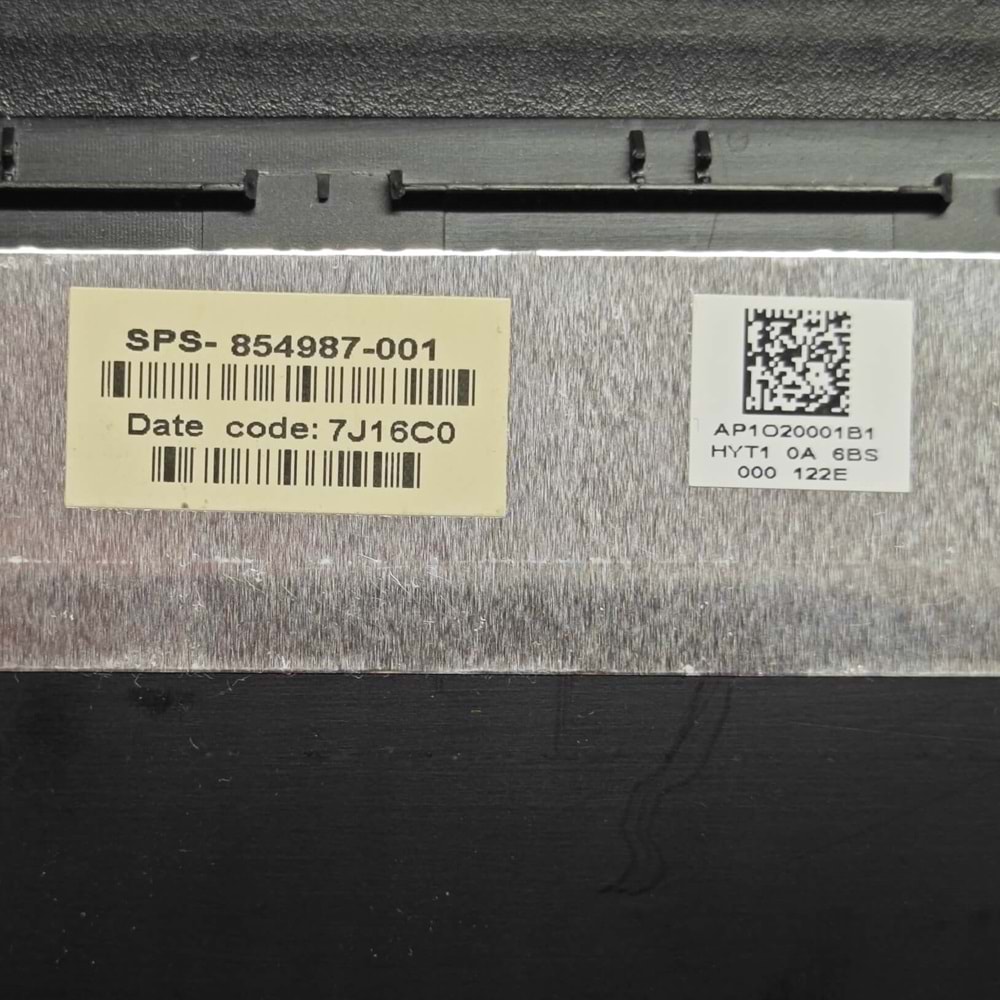 SPS- 854987-001
Date code: 7J16C0
AP1O20001B1
HYT1 0A 6BS
000 122E